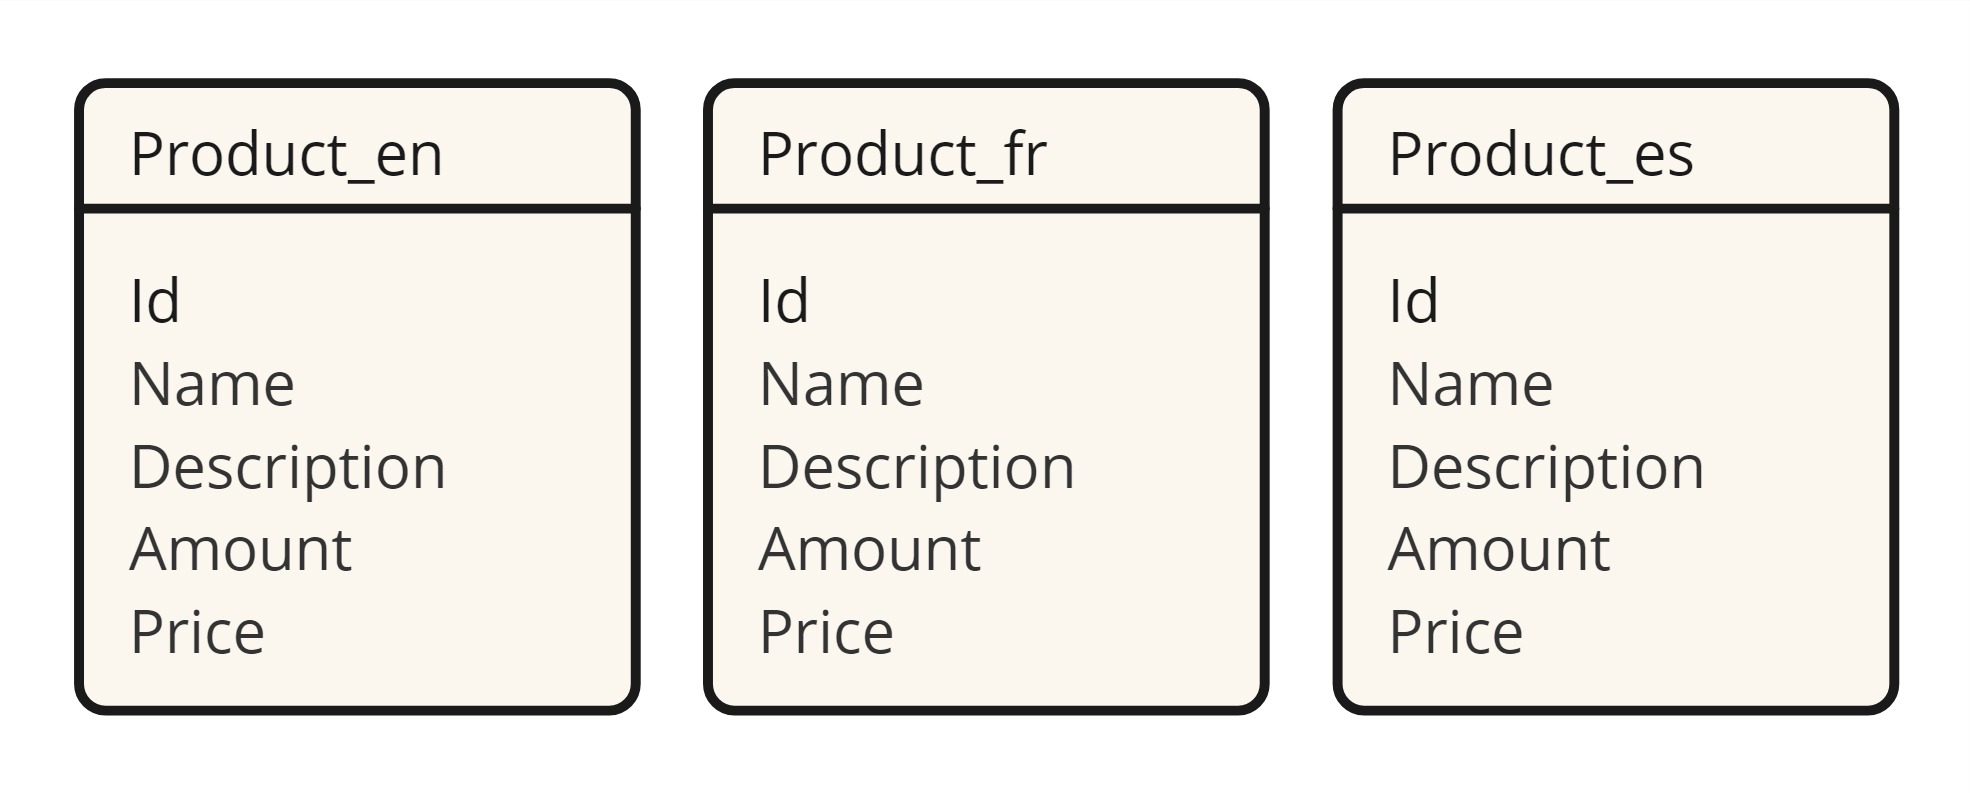 Product_en
Id
Name
Description
Amount
Price
Product_fr
Id
Name
Description
Amount
Price
Product_es
Id
Name
Description
Amount
Price